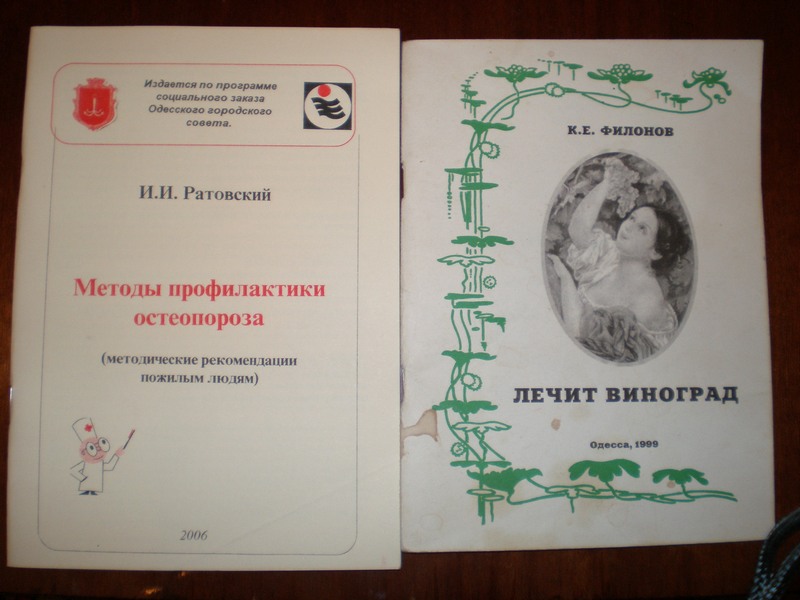 Издается по программе
социального заказа
Одесского городского
совета.
И.И. Ратовский
Методы профилактики
остеопороза
(методические рекомендации
пожилым людям)
2006
К.Е. ФИЛОНОВ
ЛЕЧИТ ВИНОГРАД
Одесса, 1999